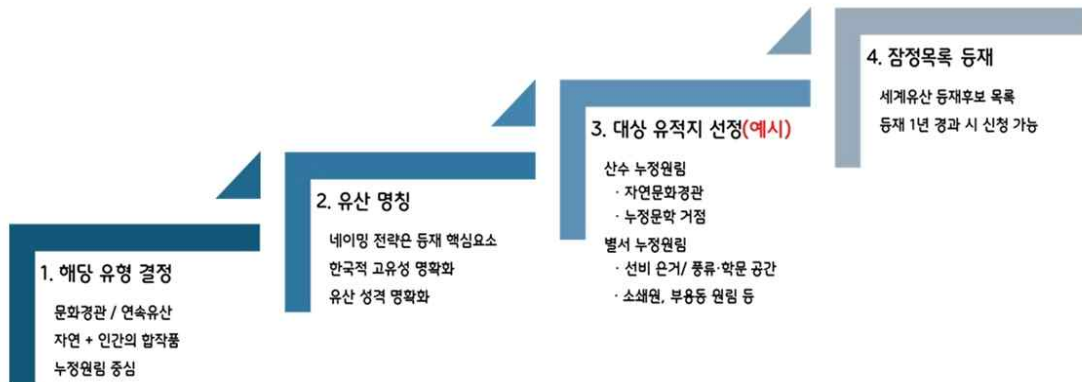 1. 해당 유형 결정
문화경관 / 연속유산
자연 + 인간의 합작품
누정원림 중심
2. 유산 명칭
네이밍 전략은 등재 핵심요소
한국적 고유성 명확화
유산 성격 명확화
3. 대상 유적지 선정(예시)
산수 누정원림
· 자연문화경관
· 누정문학 거점
별서 누정원림
· 선비 은거/ 풍류·학문 공간
· 소쇄원, 부용동 원림 등
4. 잠정목록 등재
세계유산 등재후보 목록
등재 1년 경과 시 신청 가능